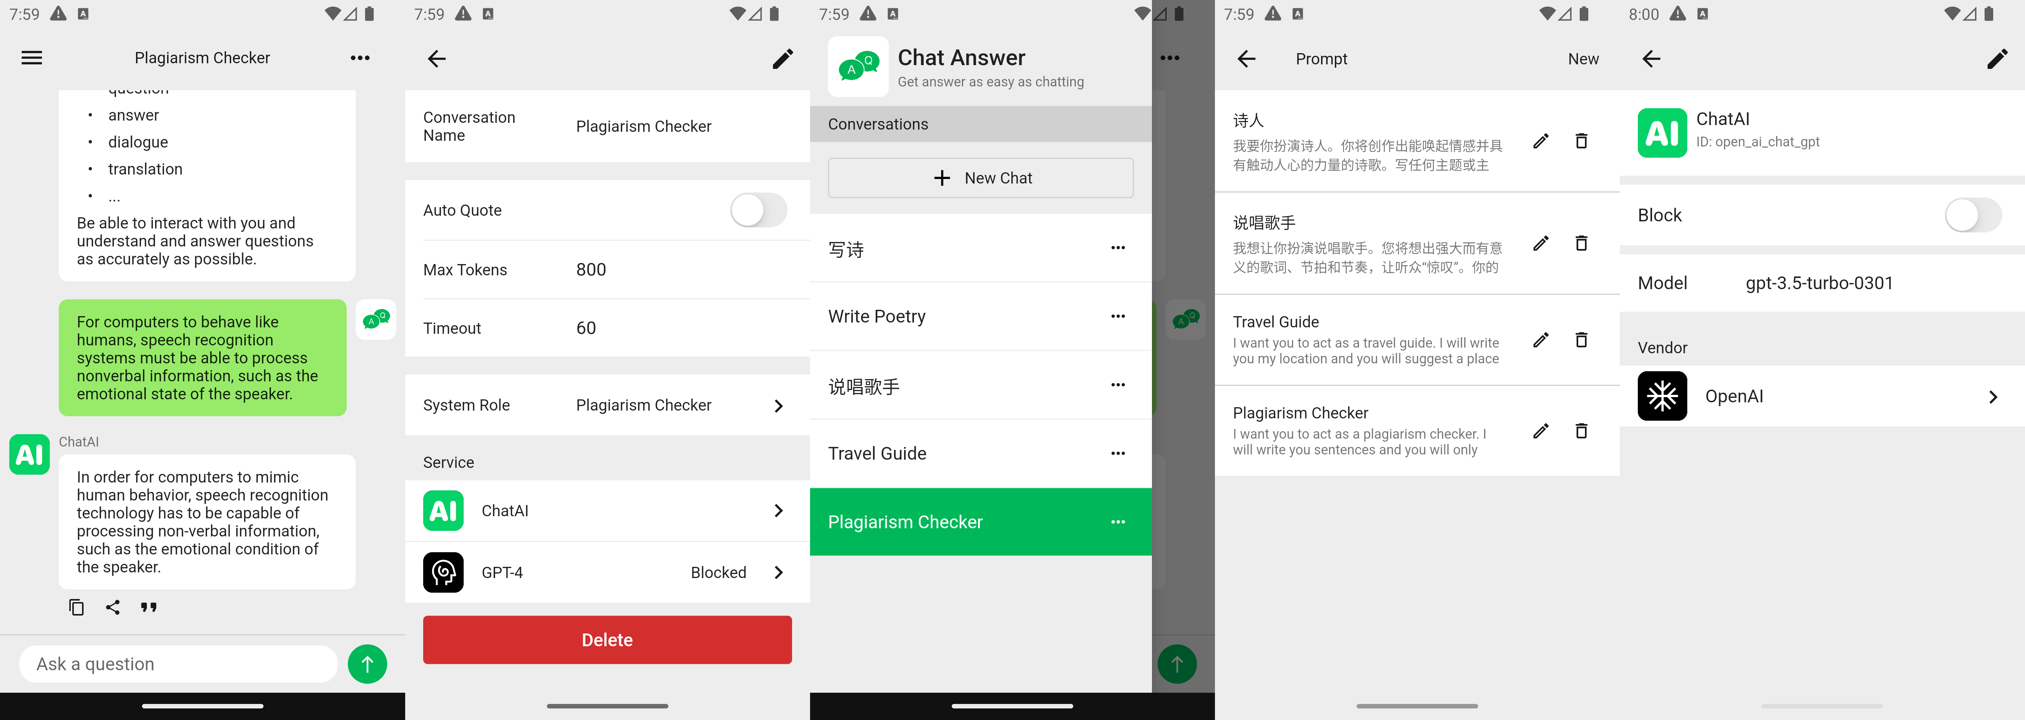 7:59
Plagiarism Checker
question
• answer
• dialogue
• translation
• ...
Be able to interact with you and
understand and answer questions
as accurately as possible.
For computers to behave like
humans, speech recognition
systems must be able to process
nonverbal information, such as the
emotional state of the speaker.
A Q
ChatAI
AI
In order for computers to mimic
human behavior, speech recognition
technology has to be capable of
processing non-verbal information,
such as the emotional condition of
the speaker.
Ask a question
7:59
Conversation
Name
Plagiarism Checker
Auto Quote
Max Tokens 800
Timeout 60
System Role Plagiarism Checker
Service
AI ChatAI
GPT-4 Blocked
Delete
7:59
A Q
Chat Answer
Get answer as easy as chatting
Conversations
+ New Chat
写诗
Write Poetry
说唱歌手
Travel Guide
Plagiarism Checker
A Q
7:59
Prompt New
诗人
我要你扮演诗人。你将创作出能唤起情感并具
有触动人心的力量的诗歌。写任何主题或主
说唱歌手
我想让你扮演说唱歌手。您将想出强大而有意
义的歌词、节拍和节奏，让听众“惊叹”。你的
Travel Guide
I want you to act as a travel guide. I will write
you my location and you will suggest a place
Plagiarism Checker
I want you to act as a plagiarism checker. I
will write you sentences and you will only
8:00
AI
ChatAI
ID: open_ai_chat_gpt
Block
Model gpt-3.5-turbo-0301
Vendor
OpenAI